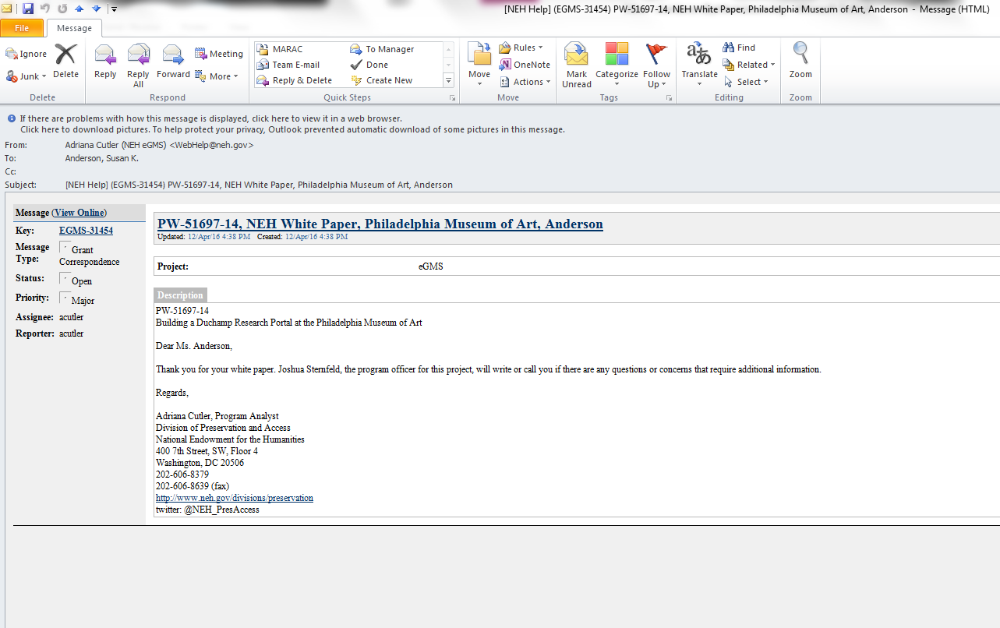 [NEH Help] (EGMS-31454) PW-51697-14, NEH White Paper, Philadelphia Museum of Art, Anderson - Message (HTML)
File Message
Ignore
Junk
Delete
Delete
Reply
Reply All
Forward
Meeting
More
Respond
MARAC
Team E-mail
Reply & Delete
To Manager
Done
Create New
Quick Steps
Move
Rules
OneNote
Actions
Move
Mark Unread
Categorize
Follow Up
Tags
Translate
Find
Related
Select
Editing
Zoom
Zoom
If there are problems with how this message is displayed, click here to view it in a web browser.
Click here to download pictures. To help protect your privacy, Outlook prevented automatic download of some pictures in this message.
From: Adriana Cutler (NEH eGMS) <WebHelp@neh.gov>
To: Anderson, Susan K.
Cc:
Subject: [NEH Help] (EGMS-31454) PW-51697-14, NEH White Paper, Philadelphia Museum of Art, Anderson
Message (View Online)
Key: EGMS-31454
Message Type: Grant Correspondence
Status: Open
Priority: Major
Assignee: acutler
Reporter: acutler
PW-51697-14, NEH White Paper, Philadelphia Museum of Art, Anderson
Updated: 12/Apr/16 4:38 PM Created: 12/Apr/16 4:38 PM
Project: eGMS
Description
PW-51697-14
Building a Duchamp Research Portal at the Philadelphia Museum of Art
Dear Ms. Anderson,
Thank you for your white paper. Joshua Sternfeld, the program officer for this project, will write or call you if there are any questions or concerns that require additional information.
Regards,
Adriana Cutler, Program Analyst
Division of Preservation and Access
National Endowment for the Humanities
400 7th Street, SW, Floor 4
Washington, DC 20506
202-606-8379
202-606-8639 (fax)
http://www.neh.gov/divisions/preservation
twitter: @NEH_PresAccess